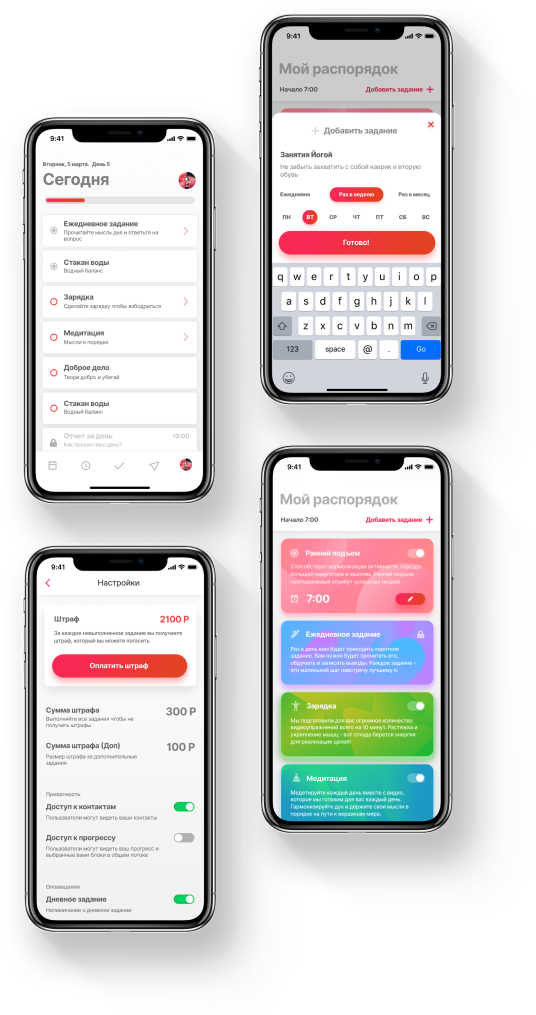 9:41
Вторник, 5 марта. День 5
Сегодня
Ежедневное задание
Прочитайте мысль дня и ответьте на
вопрос
Стакан воды
Водный баланс
Зарядка
Сделайте зарядку чтобы взбодриться
Медитация
Мысли в порядке
Доброе дело
Твори добро и убегай
Стакан воды
Водный баланс
Отчет за день 19:00
Как прошел ваш день?
9:41
Мой распорядок
Начало 7:00 Добавить задание +
+ Добавить задание
Занятия Йогой
Не забыть захватить с собой каврик и вторую
обувь
Ежедневно Раз в неделю Раз в месяц
ПН ВТ СР ЧТ ПТ СБ ВС
Готово!
q w e r t y u i o p
a s d f g h j k l
z x c v b n m
123 space @ . Go
9:41
Настройки
Штраф 2100 Р
За каждое невыполненное задание вы получаете
штраф, который вы можете погасить
Оплатить штраф
Сумма штрафа 300 Р
Выполняйте все задания чтобы не
получать штрафы
Сумма штрафа (Доп) 100 Р
Размер штрафа за дополнительные
задания
Приватность
Доступ к контактам
Пользователи могут видеть ваши контакты
Доступ к прогрессу
Пользователи могут видеть ваш прогресс и
выбранные вами блоки в общем потоке
Оповещения
Дневное задание
Напиминание о дневном задании
9:41
Мой распорядок
Начало 7:00 Добавить задание +
Ранний подъем
Способствует нормализации активности, гораздо
большей энергетике и мыслях. Ранний подъем -
неотъемлемый атрибут успешных людей!
7:00
Ежедневное задание
Раз в день вам будет приходить короткое
задание. Вам нужно будет прочитать его,
обдумать и записать выводы. Каждое задание -
это маленький шаг навстречу лучшему я.
Зарядка
Мы подготовили для вас огромное количество
видеоупражнений всего на 10 минут. Растяжка и
укрепление мышц - вот откуда берется энергия
для реализации целей!
Медитация
Медетируйте каждый день вместе с видео,
которое мы готовим для вас каждый день.
Гармонизируйте дух и держите свои мысли в
порядке на пути к вершинам мира.